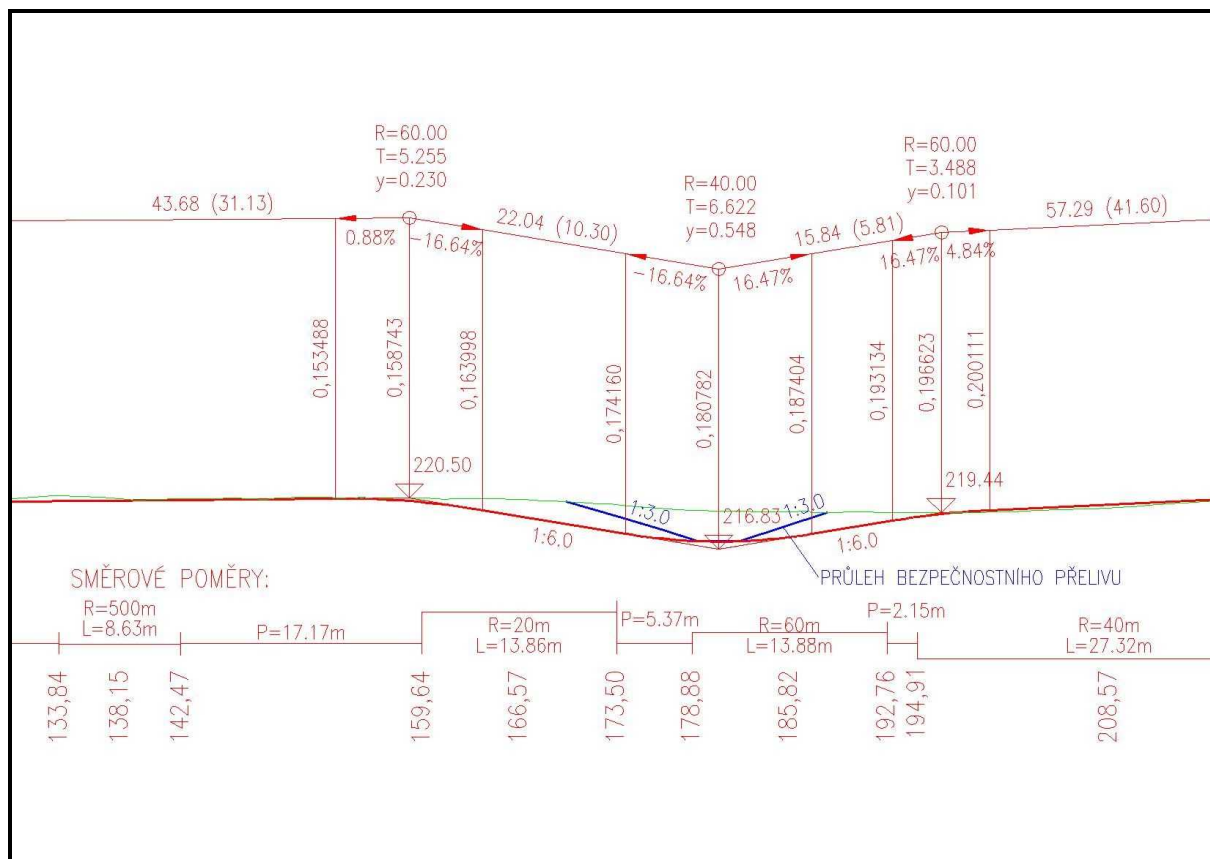 R=60.00
T=5.255
y=0.230
R=40.00
T=6.622
y=0.548
R=60.00
T=3.488
y=0.101
43.68 (31.13)
22.04 (10.30)
15.84 (5.81)
57.29 (41.60)
0.88%
-16.64%
-16.64%
16.47%
16.47%
4.84%
0,153488
0,158743
0,163998
0,174160
0,180782
0,187404
0,193134
0,196623
0,200111
220.50
216.83
219.44
1:3.0
1:3.0
1:6.0
1:6.0
PRŮLEH BEZPEČNOSTNÍHO PŘELIVU
SMĚROVÉ POMĚRY:
R=500m
L=8.63m
P=17.17m
R=20m
L=13.86m
P=5.37m
R=60m
L=13.88m
P=2.15m
R=40m
L=27.32m
133,84
138,15
142,47
159,64
166,57
173,50
178,88
185,82
192,76
194,91
208,57